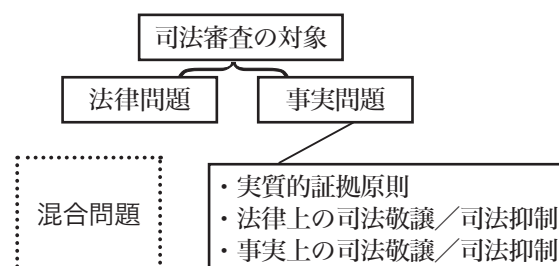 司法審査の対象
法律問題
事実問題
混合問題
・実質的証拠原則
・法律上の司法敬譲／司法抑制
・事実上の司法敬譲／司法抑制